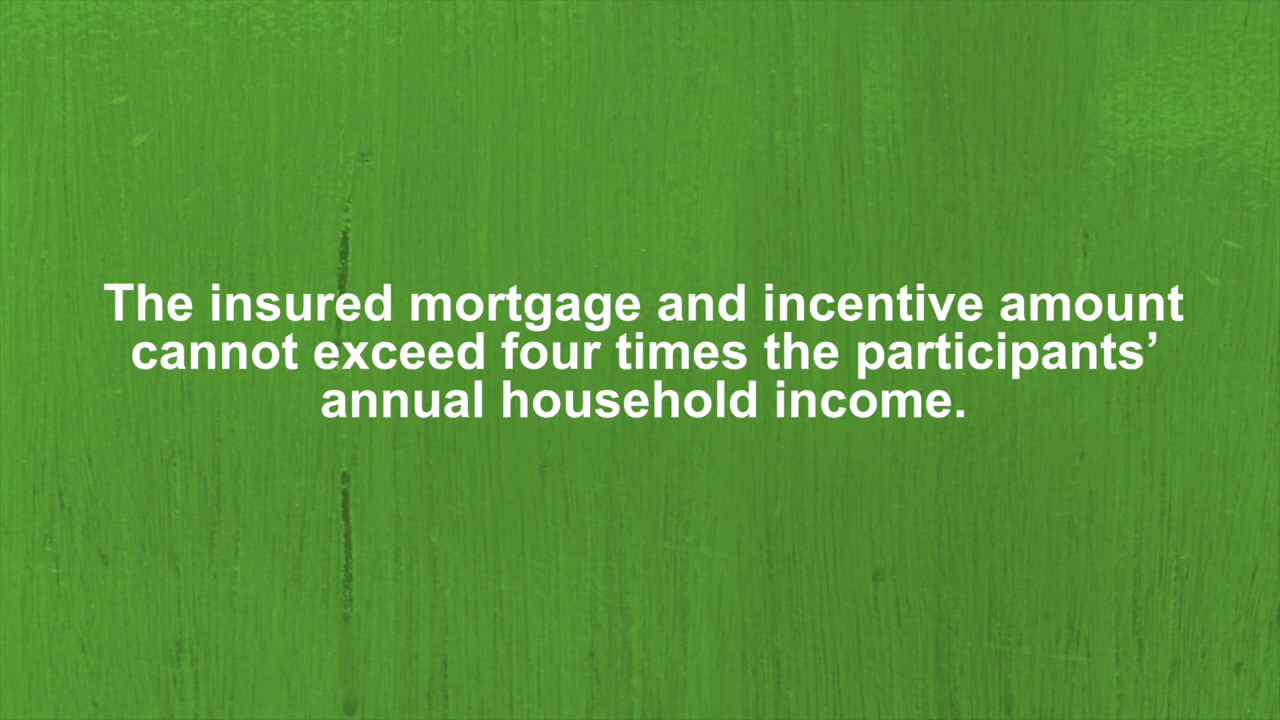 The insured mortgage and incentive amount
cannot exceed four times the participants’
annual household income.